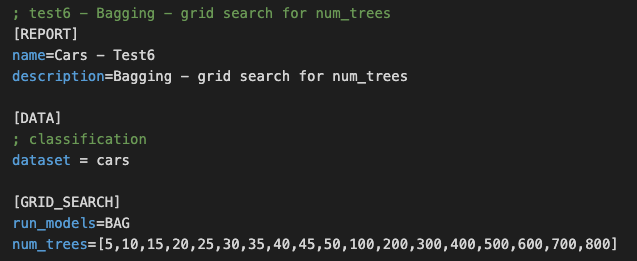 ; test6 - Bagging - grid search for num_trees
[REPORT]
name=Cars - Test6
description=Bagging - grid search for num_trees
[DATA]
; classification
dataset = cars
[GRID_SEARCH]
run_models=BAG
num_trees=[5,10,15,20,25,30,35,40,45,50,100,200,300,400,500,600,700,800]